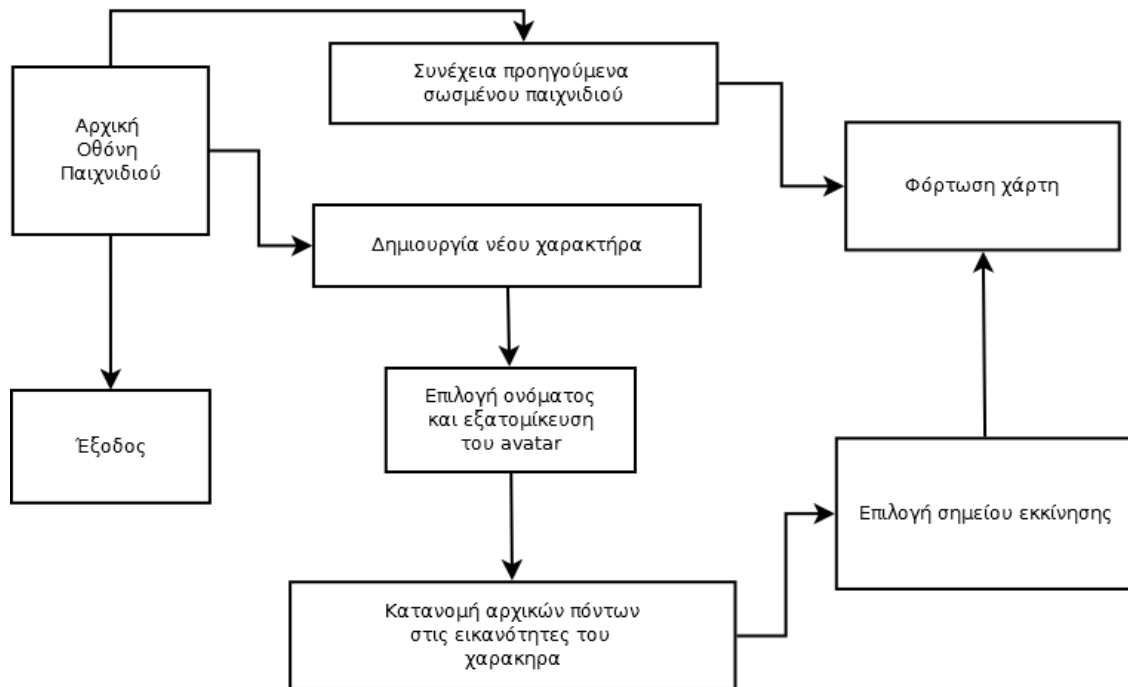 Συνέχεια προηγούμενα
σωσμένου παιχνιδιού
Αρχική
Οθόνη
Παιχνιδιού
Φόρτωση χάρτη
Δημιουργία νέου χαρακτήρα
Επιλογή ονόματος
και εξατομίκευση
του avatar
Έξοδος
Επιλογή σημείου εκκίνησης
Κατανομή αρχικών πόντων
στις εικανότητες του
χαρακηρα